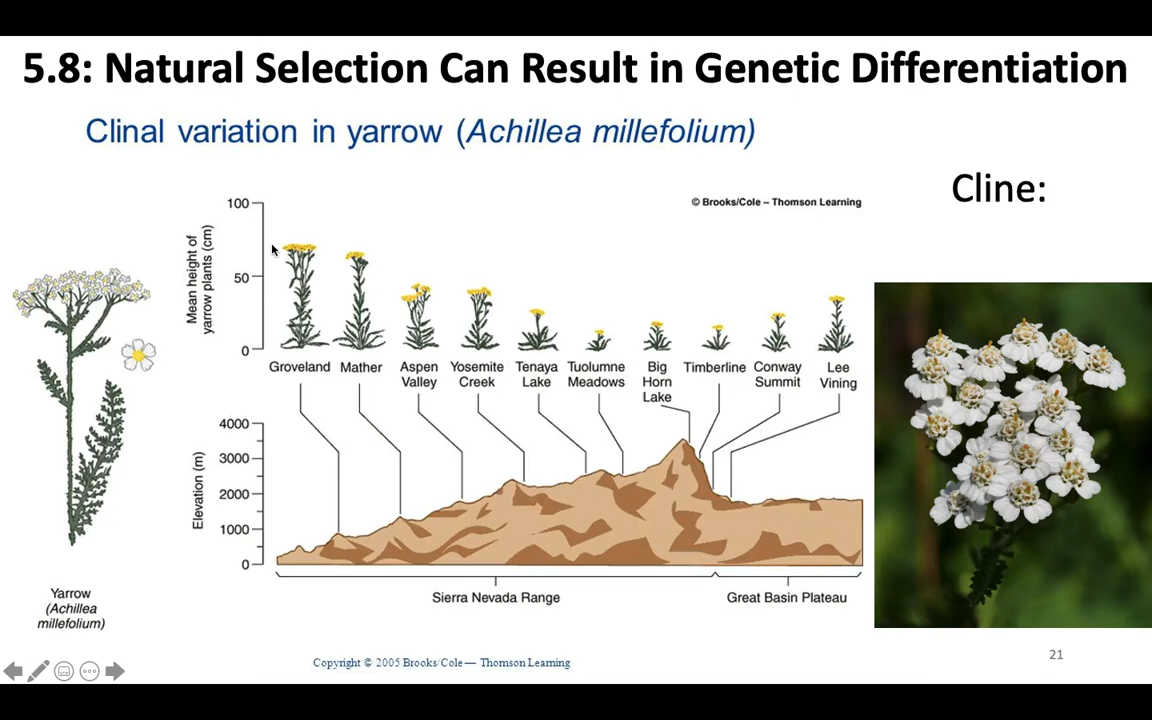 5.8: Natural Selection Can Result in Genetic Differentiation
Clinal variation in yarrow (Achillea millefolium)
Cline:
© Brooks/Cole – Thomson Learning
Mean height of
yarrow plants (cm)
100
50
0
Groveland
Mather
Aspen
Valley
Yosemite
Creek
Tenaya
Lake
Tuolumne
Meadows
Big
Horn
Lake
Timberline
Conway
Summit
Lee
Vining
Elevation (m)
4000
3000
2000
1000
0
Sierra Nevada Range
Great Basin Plateau
Yarrow
(Achillea
millefolium)
Copyright © 2005 Brooks/Cole — Thomson Learning
21